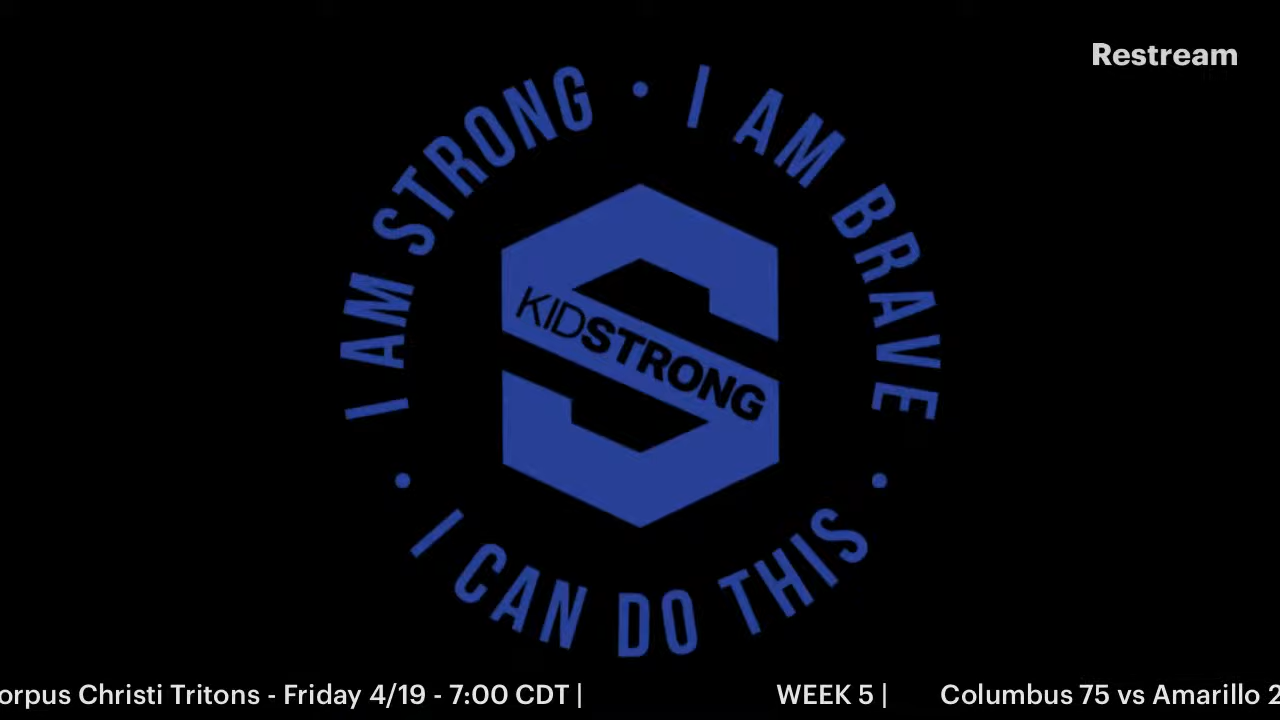 Restream
I AM STRONG • I AM BRAVE • I CAN DO THIS •
KIDSTRONG
orpus Christi Tritons - Friday 4/19 - 7:00 CDT | WEEK 5 | Columbus 75 vs Amarillo